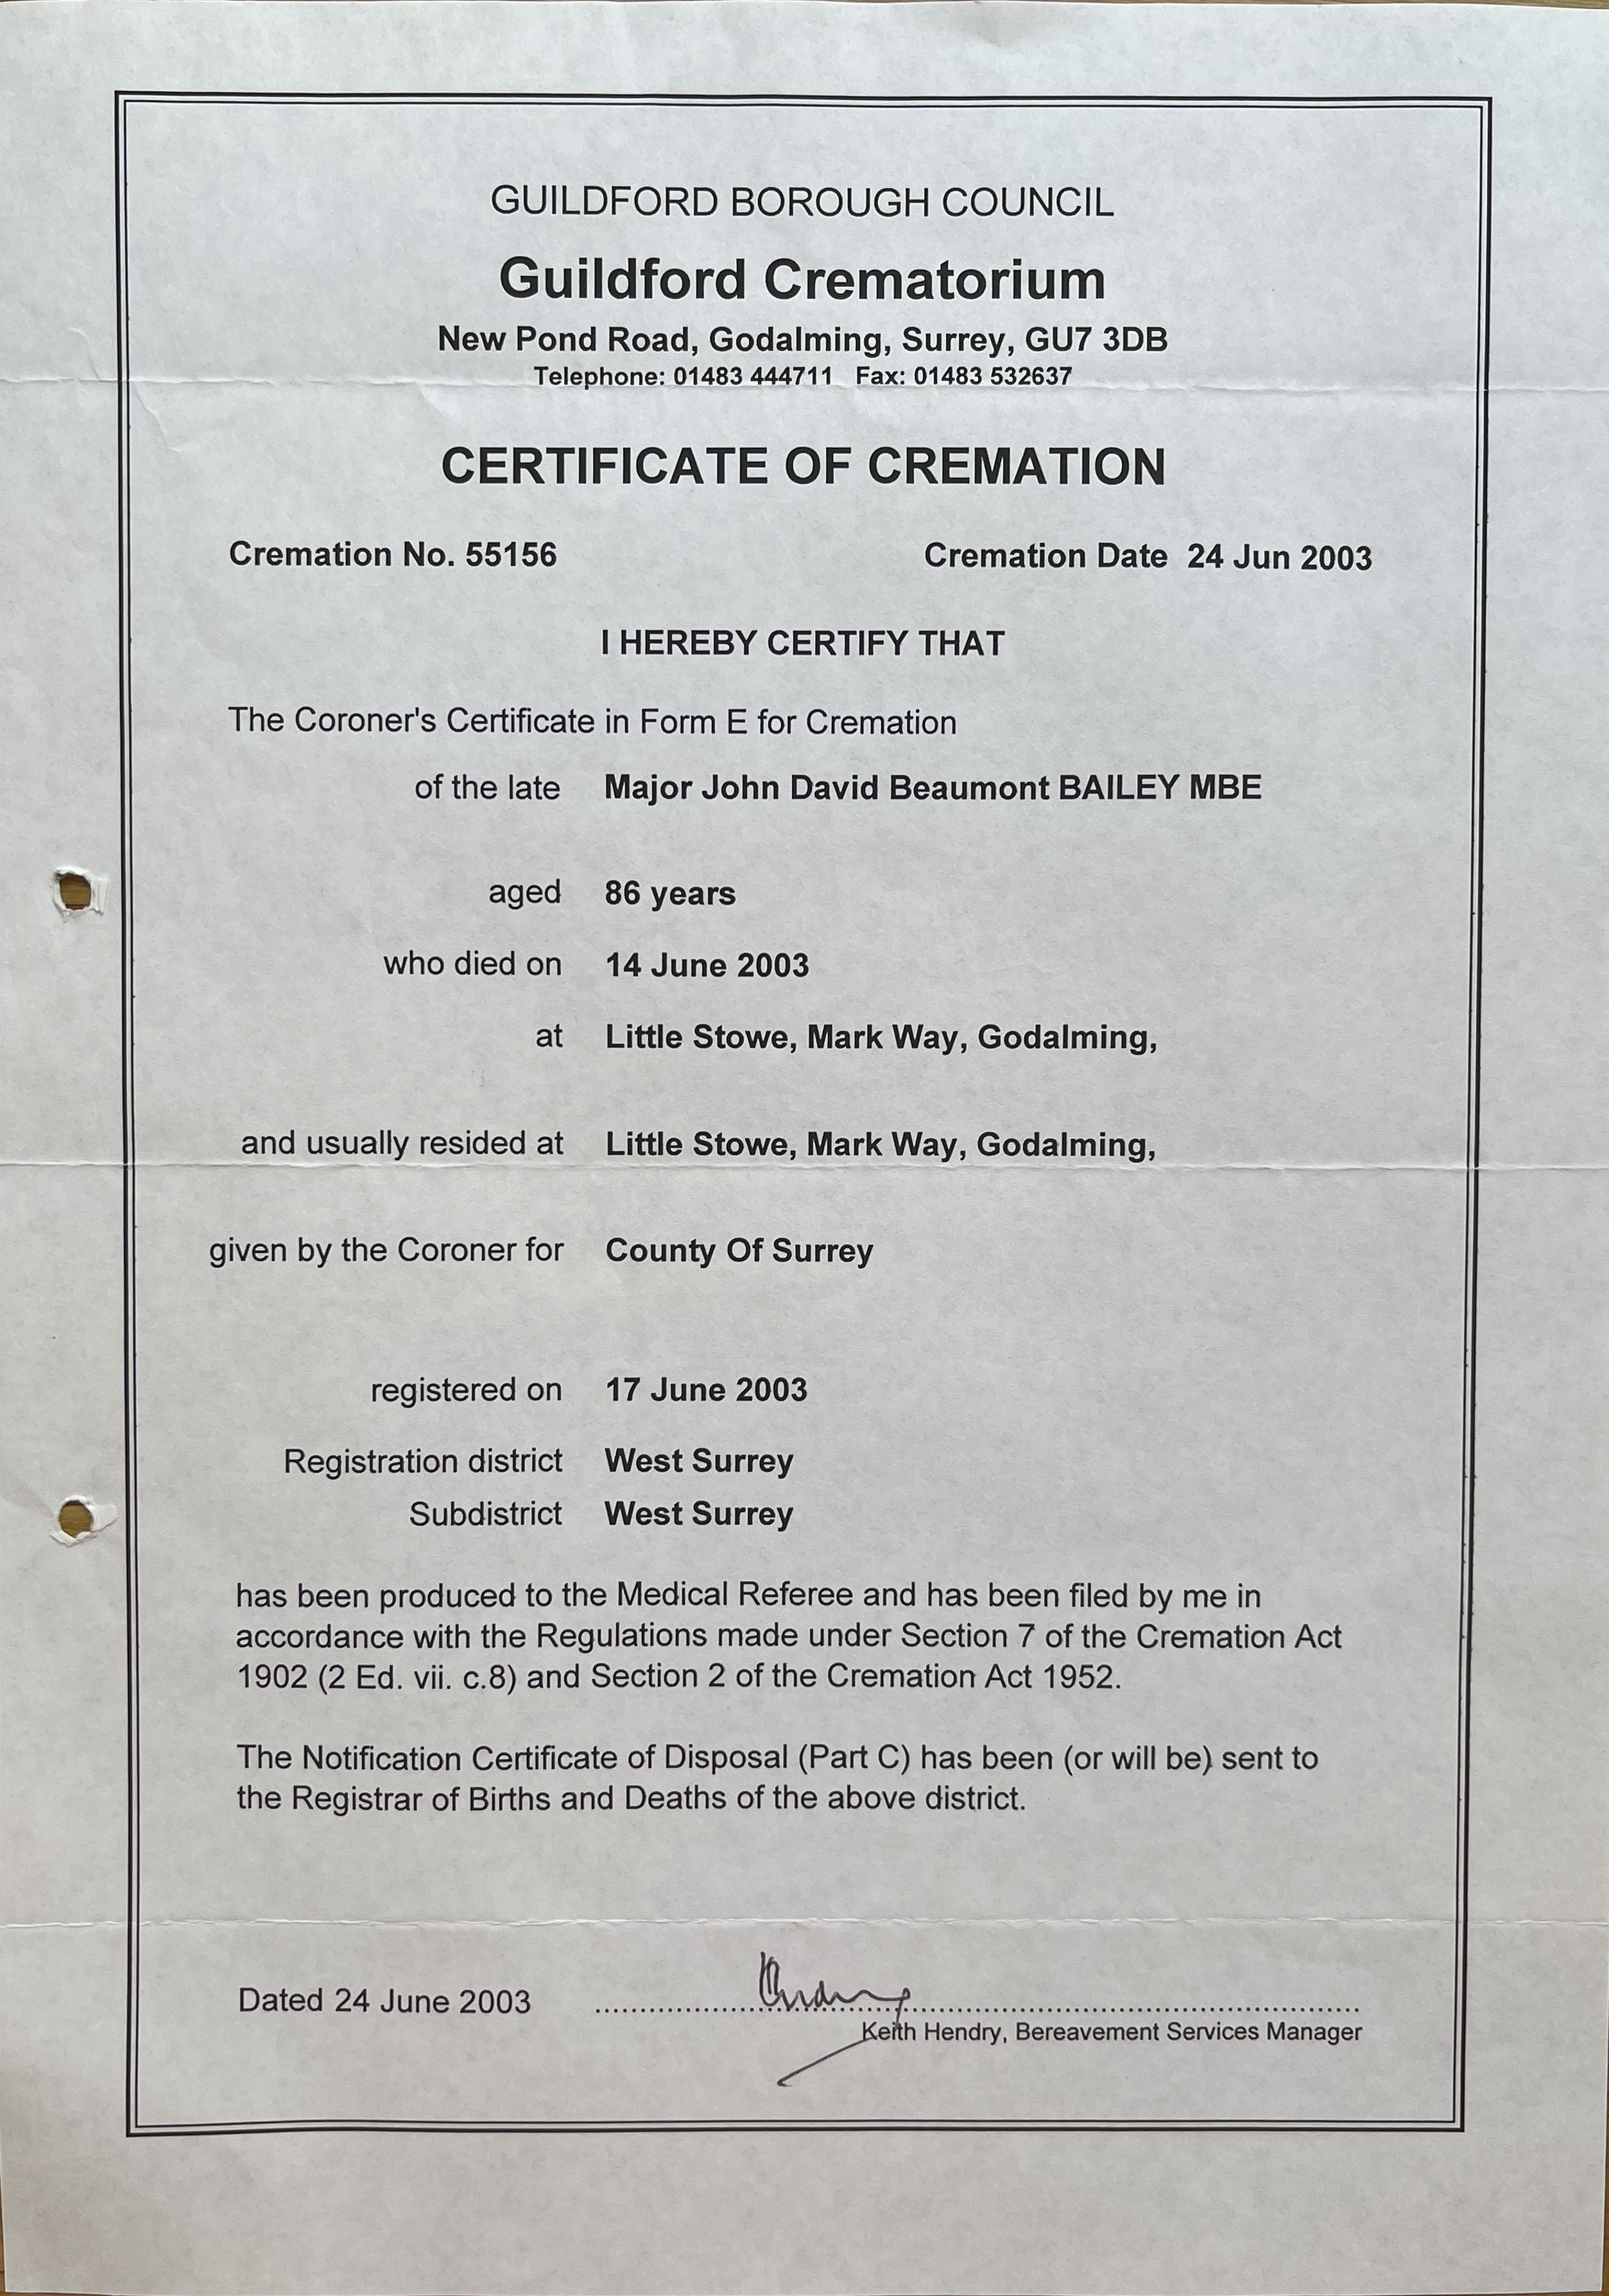 GUILDFORD BOROUGH COUNCIL
Guildford Crematorium
New Pond Road, Godalming, Surrey, GU7 3DB
Telephone: 01483 444711 Fax: 01483 532637
CERTIFICATE OF CREMATION
Cremation No. 55156 Cremation Date 24 Jun 2003
I HEREBY CERTIFY THAT
The Coroner's Certificate in Form E for Cremation
of the late Major John David Beaumont BAILEY MBE
aged 86 years
who died on 14 June 2003
at Little Stowe, Mark Way, Godalming,
and usually resided at Little Stowe, Mark Way, Godalming,
given by the Coroner for County Of Surrey
registered on 17 June 2003
Registration district West Surrey
Subdistrict West Surrey
has been produced to the Medical Referee and has been filed by me in
accordance with the Regulations made under Section 7 of the Cremation Act
1902 (2 Ed. vii. c.8) and Section 2 of the Cremation Act 1952.
The Notification Certificate of Disposal (Part C) has been (or will be) sent to
the Registrar of Births and Deaths of the above district.
Dated 24 June 2003
Keith Hendry, Bereavement Services Manager